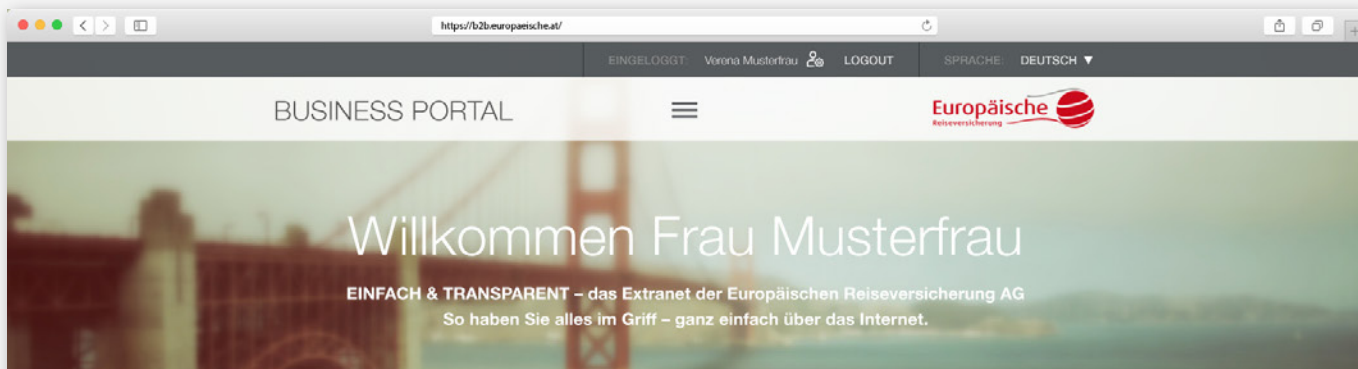 https://b2b.europaeische.at/
EINGELOGGT: Verena Musterfrau LOGOUT SPRACHE: DEUTSCH ▼
BUSINESS PORTAL
Europäische
Reiseversicherung
Willkommen Frau Musterfrau
EINFACH & TRANSPARENT – das Extranet der Europäischen Reiseversicherung AG
So haben Sie alles im Griff – ganz einfach über das Internet.